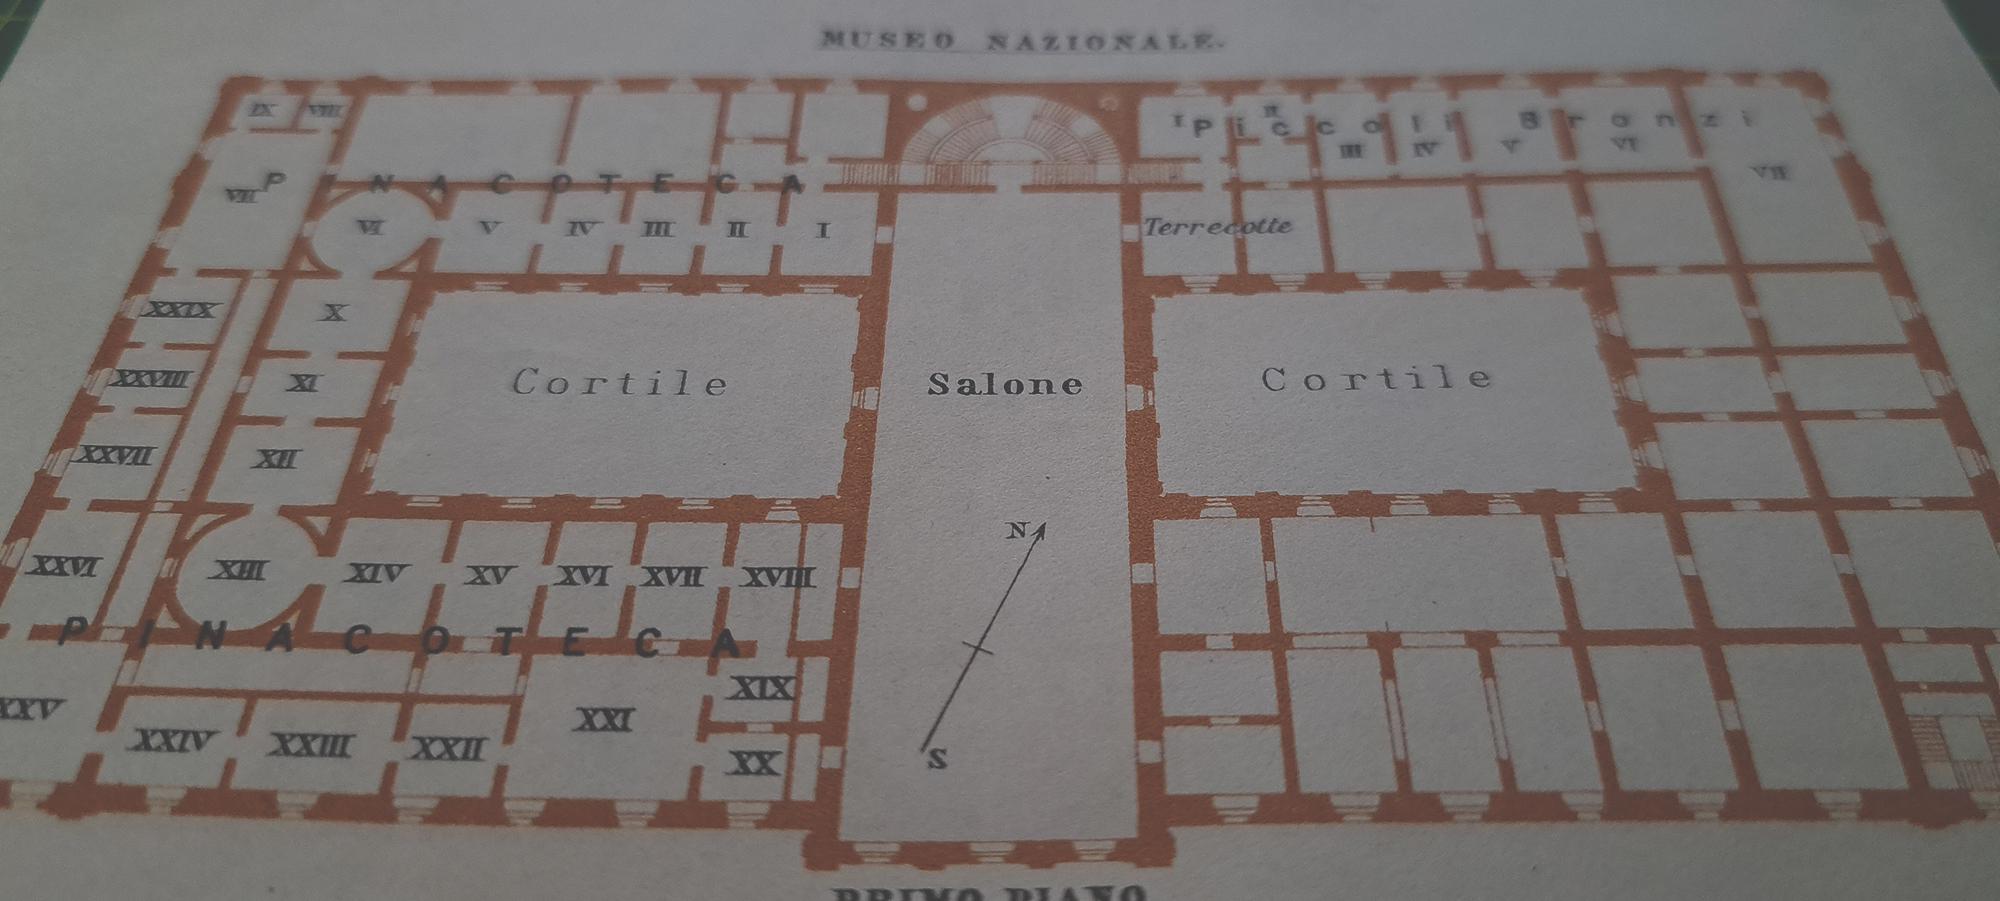 MUSEO NAZIONALE.
IX VIII
I II III IV V VI VII
Piccoli Bronzi
VII
PINACOTECA
VI V IV III II I
Terrecotte
XXIX X
XXVIII XI
Cortile Salone Cortile
XXVII XII
N
XXVI XIII XIV XV XVI XVII XVIII
PINACOTECA
XIX
XXV XXIV XXIII XXII XXI
XX
S
PRIMO PIANO